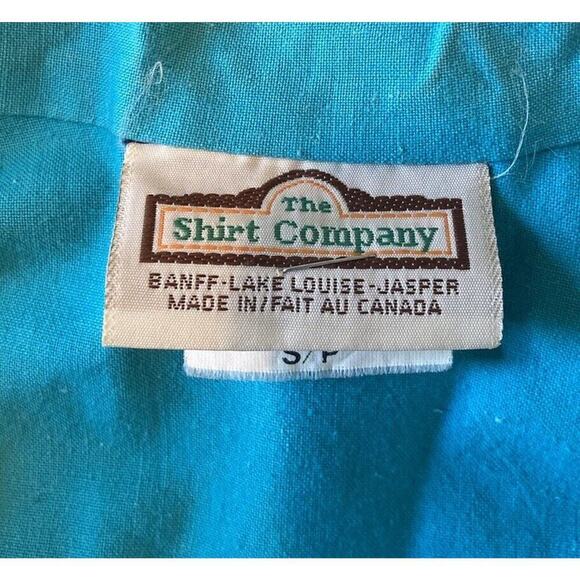 The
Shirt Company
BANFF-LAKE LOUISE-JASPER
MADE IN/FAIT AU CANADA
S/P